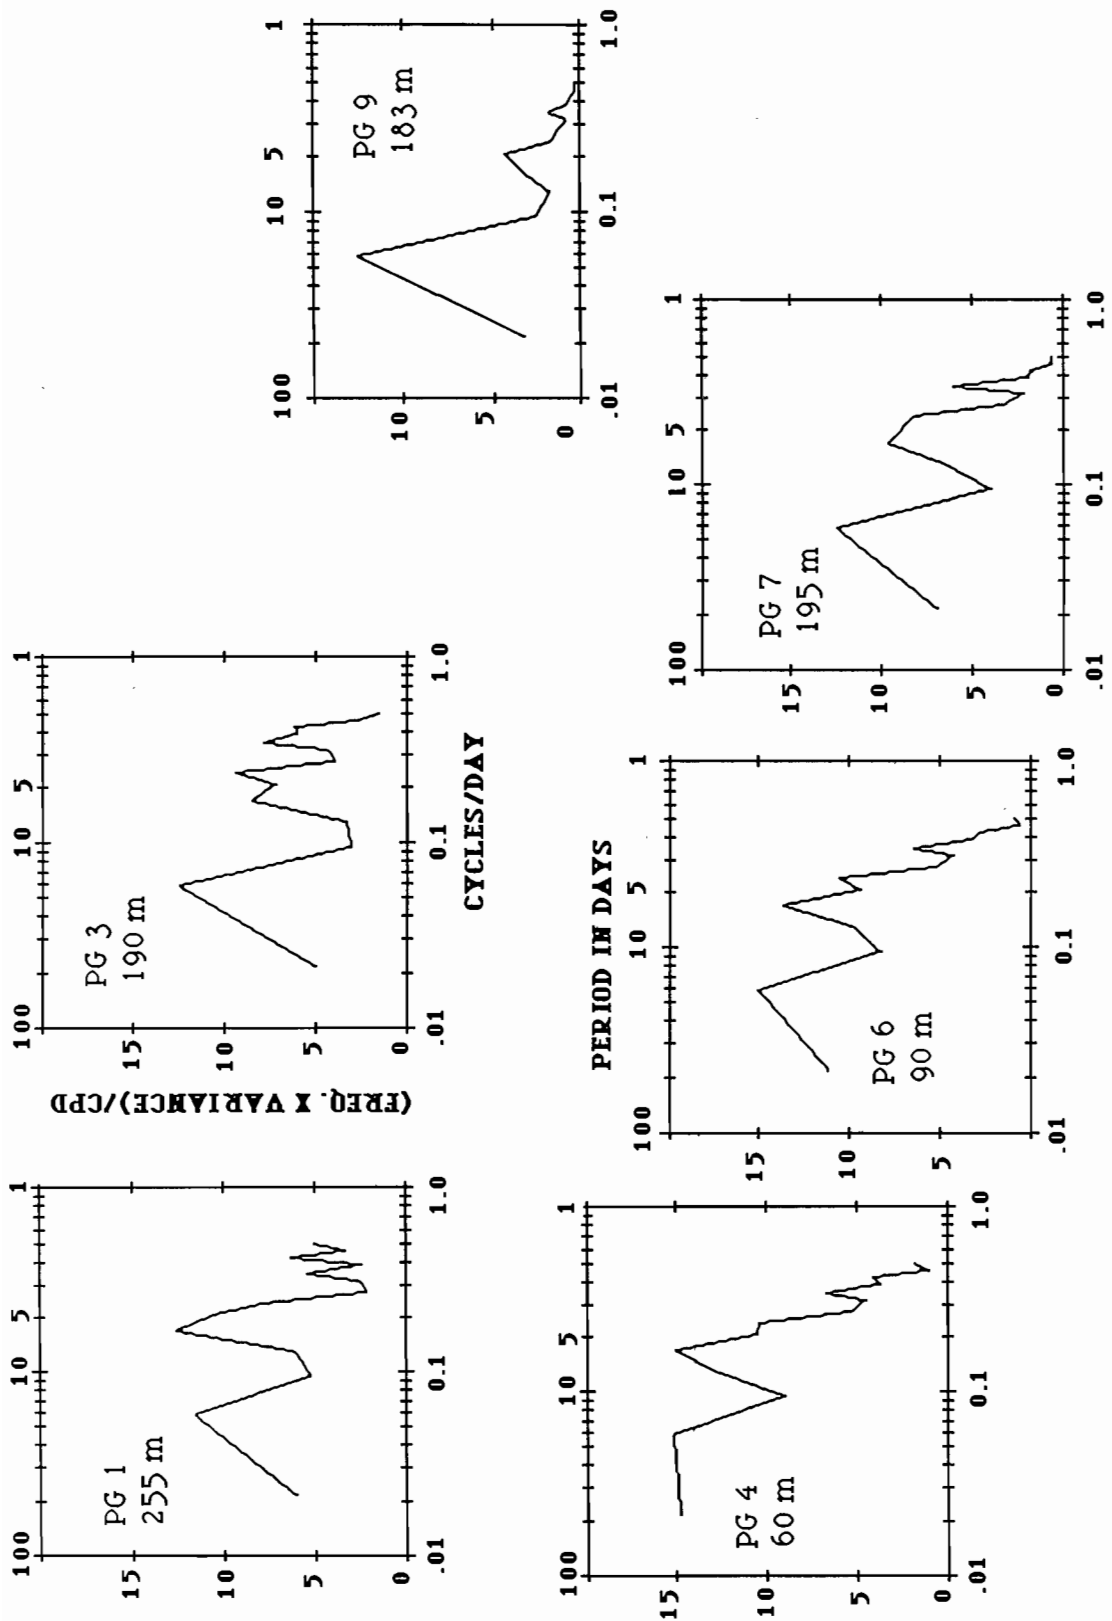 100 10 5 1
PG 1
255 m
15
10
5
0
.01 0.1 1.0
(FREQ. X VARIANCE)/CPD
100 10 5 1
PG 3
190 m
15
10
5
0
.01 0.1 1.0
CYCLES/DAY
100 10 5 1
PG 9
183 m
10
5
0
.01 0.1 1.0
100 10 5 1
PG 4
60 m
15
10
5
0
.01 0.1 1.0
PERIOD IN DAYS
100 10 5 1
PG 6
90 m
15
10
5
.01 0.1 1.0
100 10 5 1
PG 7
195 m
15
10
5
0
.01 0.1 1.0